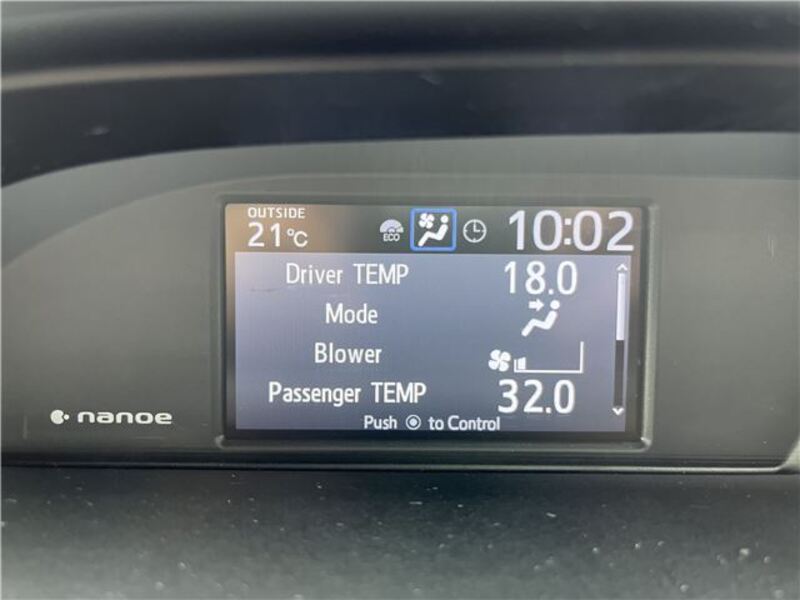 OUTSIDE
21°C ECO 10:02
Driver TEMP 18.0
Mode
Blower
Passenger TEMP 32.0
Push to Control
nanoe